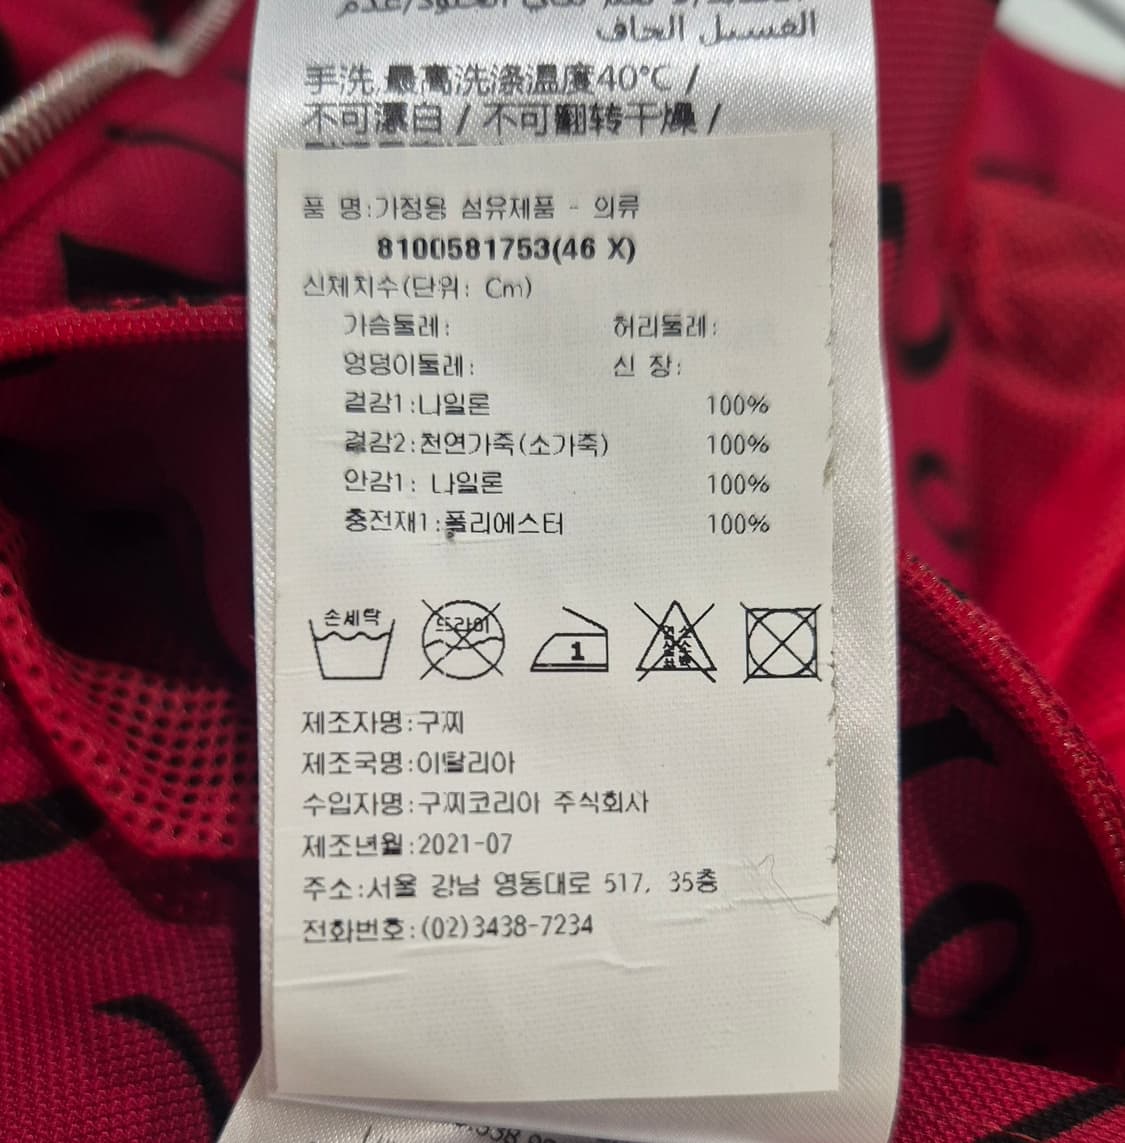 الغسيل الجاف
手洗,最高洗涤温度40°C /
不可漂白 / 不可翻转干燥 /
품 명:가정용 섬유제품 - 의류
8100581753(46 X)
신체치수(단위: Cm)
가슴둘레: 허리둘레:
엉덩이둘레: 신 장:
겉감1:나일론 100%
겉감2:천연가죽(소가죽) 100%
안감1: 나일론 100%
충전재1:폴리에스터 100%
손세탁 드라이 1 염소 산소 표백
제조자명:구찌
제조국명:이탈리아
수입자명:구찌코리아 주식회사
제조년월:2021-07
주소:서울 강남 영동대로 517, 35층
전화번호:(02)3438-7234